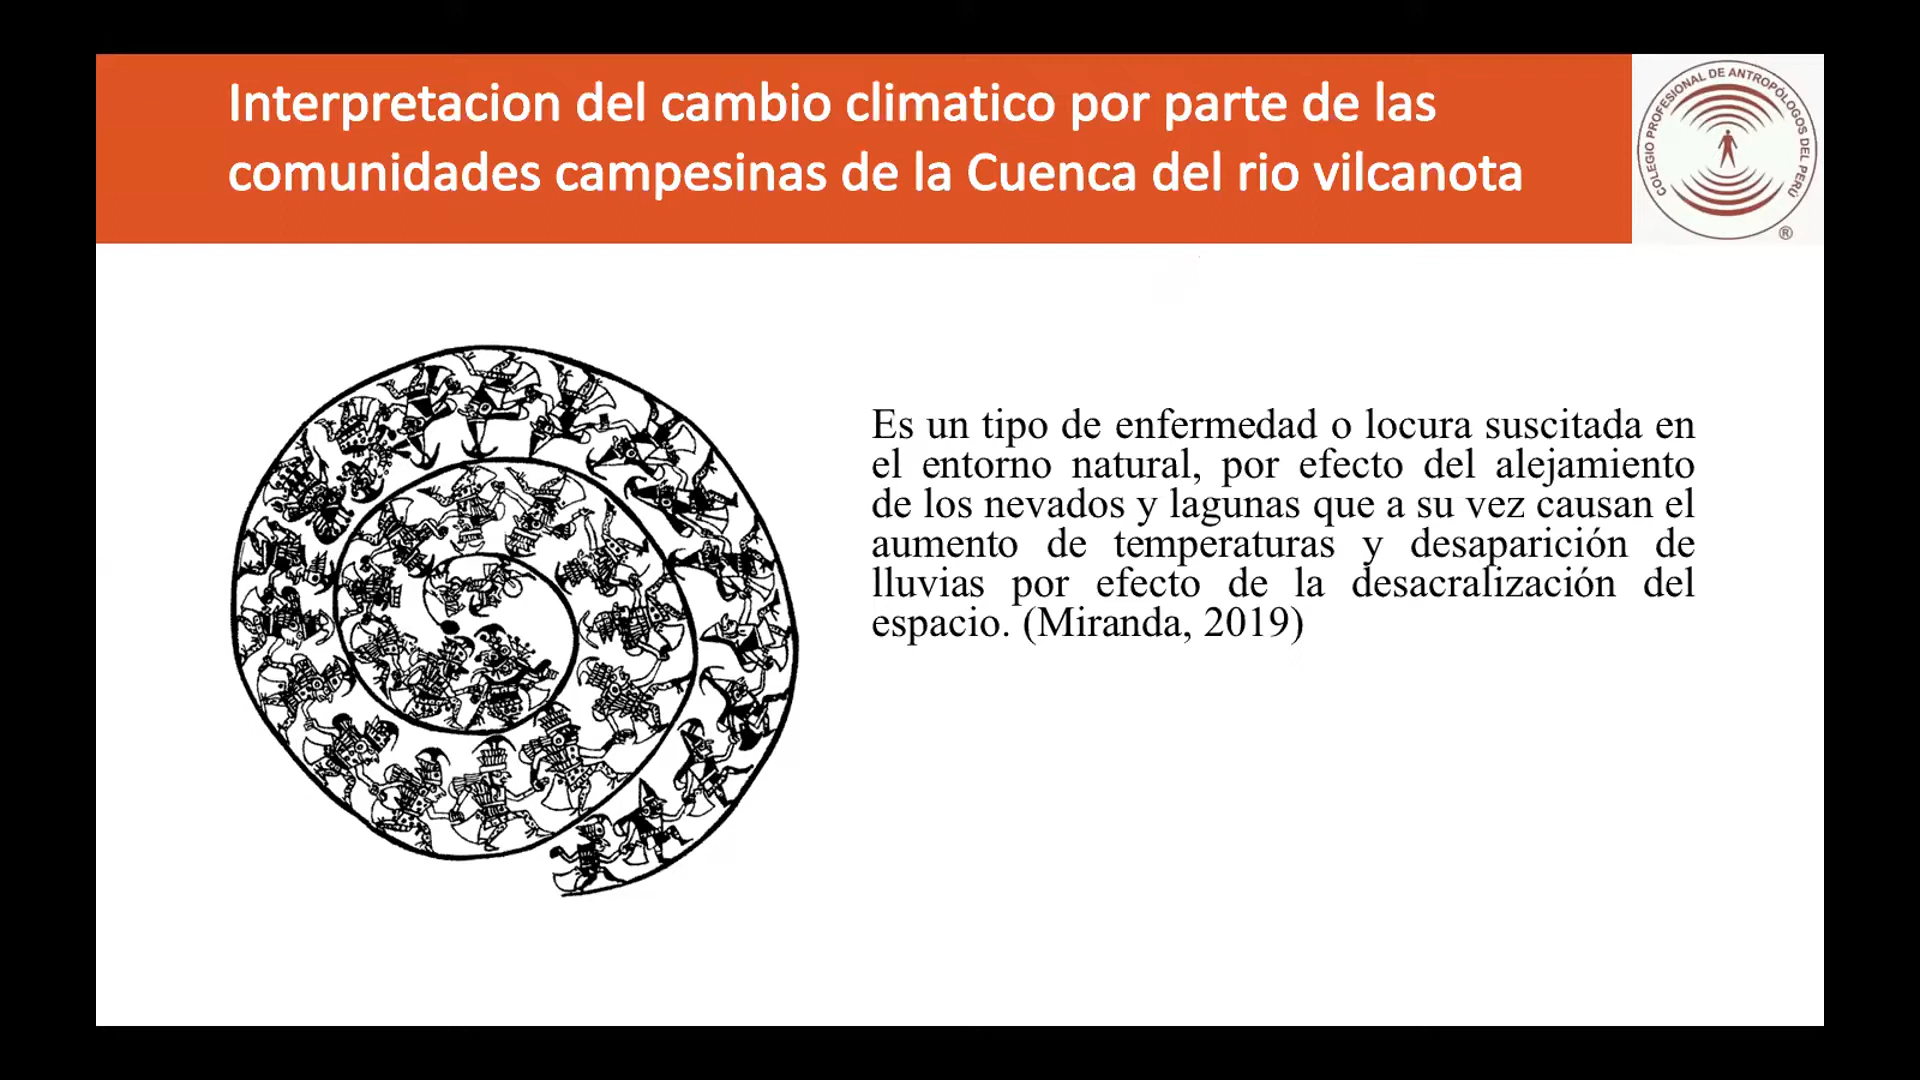 Interpretacion del cambio climatico por parte de las
comunidades campesinas de la Cuenca del rio vilcanota
COLEGIO PROFESIONAL DE ANTROPÓLOGOS DEL PERÚ
®
Es un tipo de enfermedad o locura suscitada en
el entorno natural, por efecto del alejamiento
de los nevados y lagunas que a su vez causan el
aumento de temperaturas y desaparición de
lluvias por efecto de la desacralización del
espacio. (Miranda, 2019)